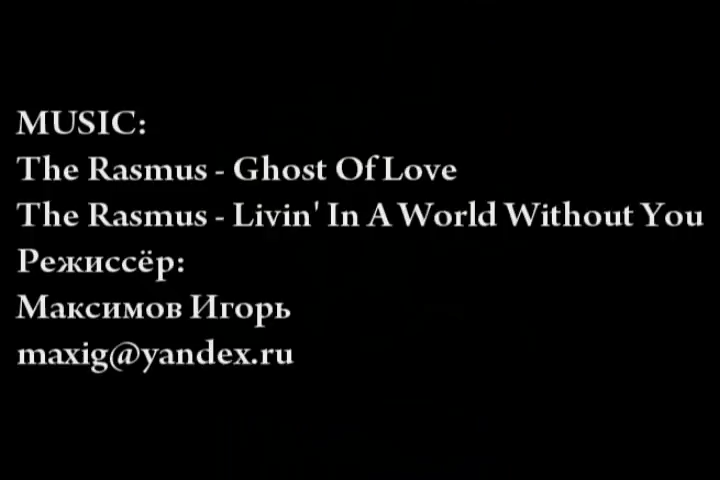 MUSIC:
The Rasmus - Ghost Of Love
The Rasmus - Livin' In A World Without You
Режиссёр:
Максимов Игорь
maxig@yandex.ru